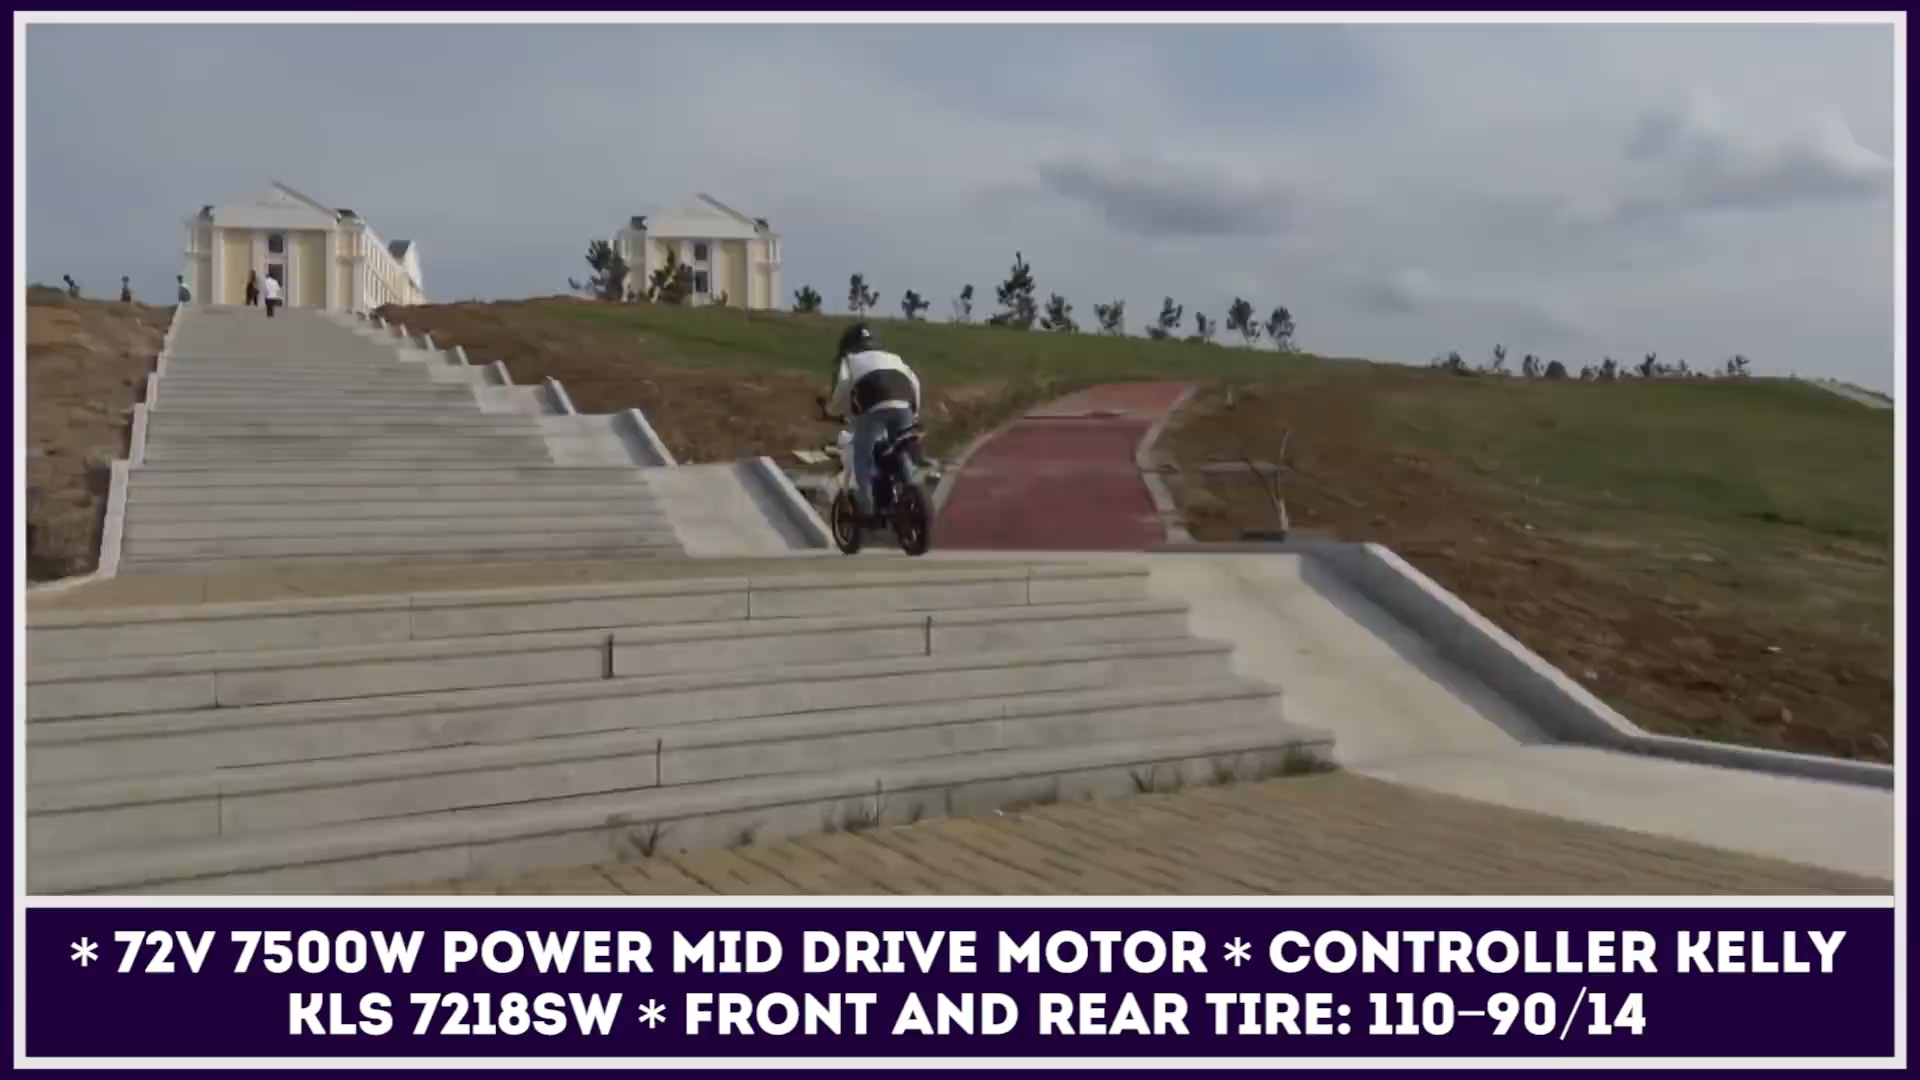 * 72V 7500W POWER MID DRIVE MOTOR * CONTROLLER KELLY
KLS 7218SW * FRONT AND REAR TIRE: 110-90/14